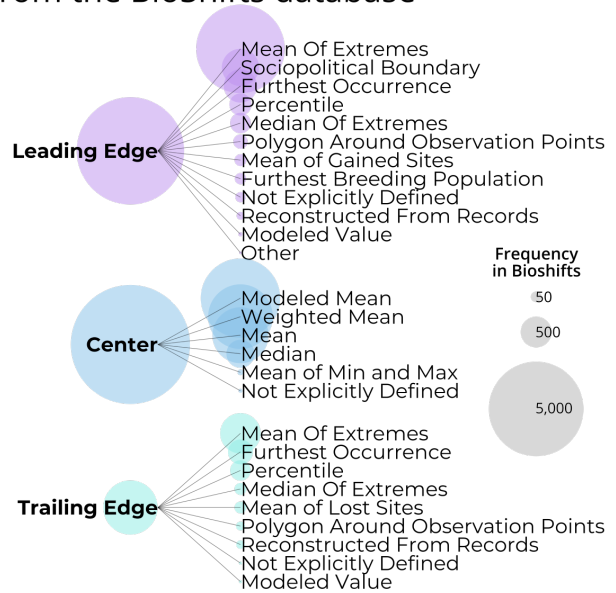 from the BioShifts database
Mean Of Extremes
Sociopolitical Boundary
Furthest Occurrence
Percentile
Median Of Extremes
Leading Edge
Polygon Around Observation Points
Mean of Gained Sites
Furthest Breeding Population
Not Explicitly Defined
Reconstructed From Records
Modeled Value
Other
Frequency
in Bioshifts
50
500
5,000
Modeled Mean
Weighted Mean
Mean
Center
Median
Mean of Min and Max
Not Explicitly Defined
Mean Of Extremes
Furthest Occurrence
Percentile
Median Of Extremes
Trailing Edge
Mean of Lost Sites
Polygon Around Observation Points
Reconstructed From Records
Not Explicitly Defined
Modeled Value